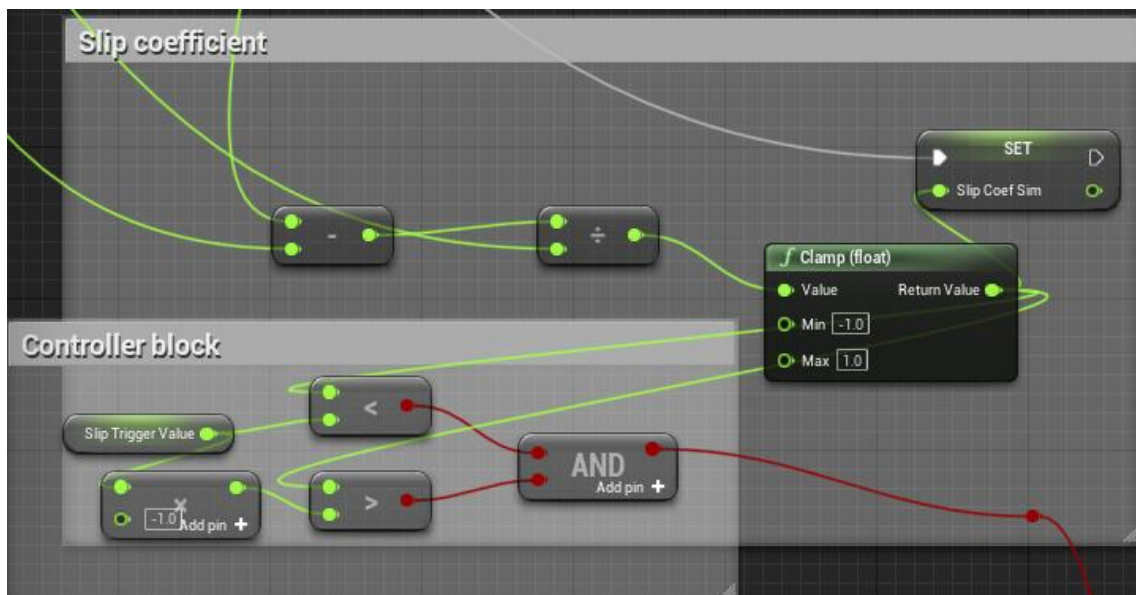 Slip coefficient
SET
Slip Coef Sim
-
÷
f Clamp (float)
Value Return Value
Min -1.0
Max 1.0
Controller block
<
Slip Trigger Value
AND
Add pin +
×
-1.0 Add pin +
>